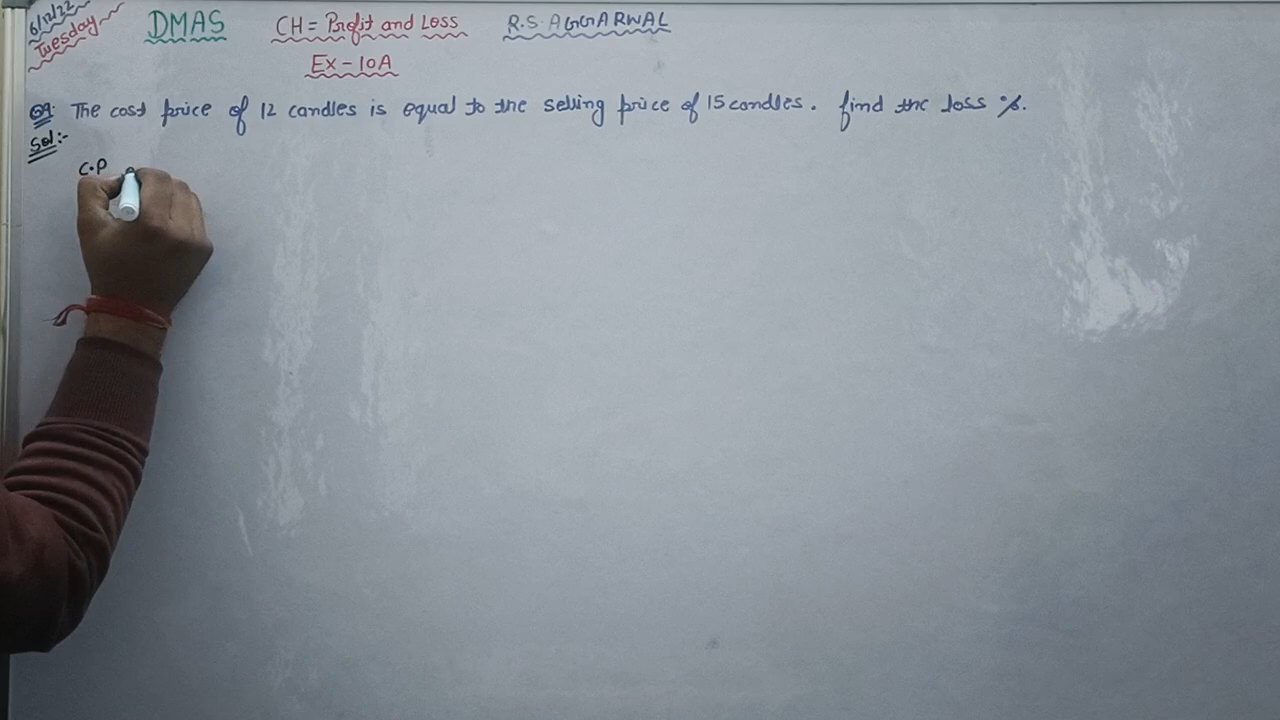 6/12/22
Tuesday
DMAS CH = Profit and Loss R.S. AGGARWAL
Ex - 10A
Q9: The cost price of 12 candles is equal to the selling price of 15 candles. find the loss %.
Sol:-
C.P